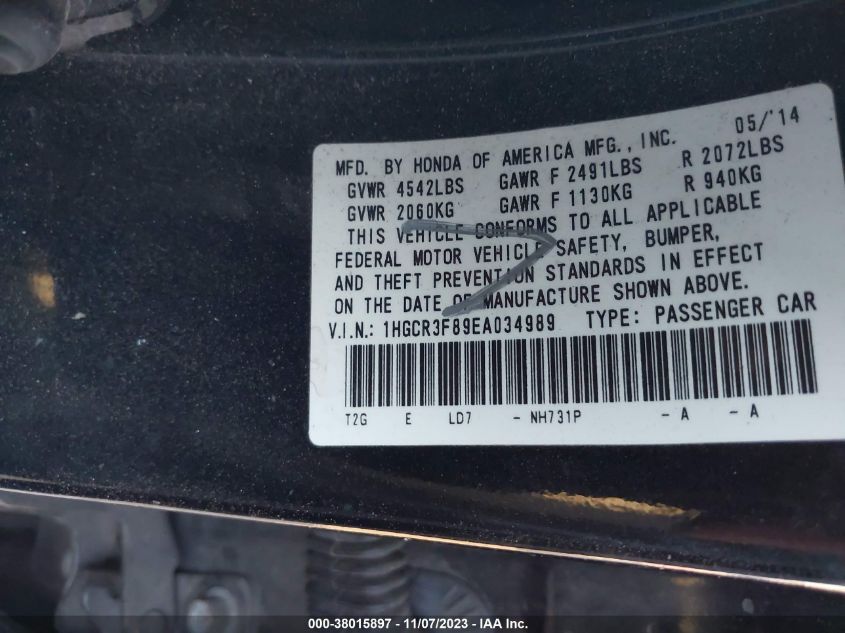 05/'14
MFD. BY HONDA OF AMERICA MFG., INC.
GVWR 4542LBS GAWR F 2491LBS R 2072LBS
GVWR 2060KG GAWR F 1130KG R 940KG
THIS VEHICLE CONFORMS TO ALL APPLICABLE
FEDERAL MOTOR VEHICLE SAFETY, BUMPER,
AND THEFT PREVENTION STANDARDS IN EFFECT
ON THE DATE OF MANUFACTURE SHOWN ABOVE.
V.I.N.: 1HGCR3F89EA034989 TYPE: PASSENGER CAR
T2G E LD7 - NH731P - A - A
000-38015897 - 11/07/2023 - IAA Inc.